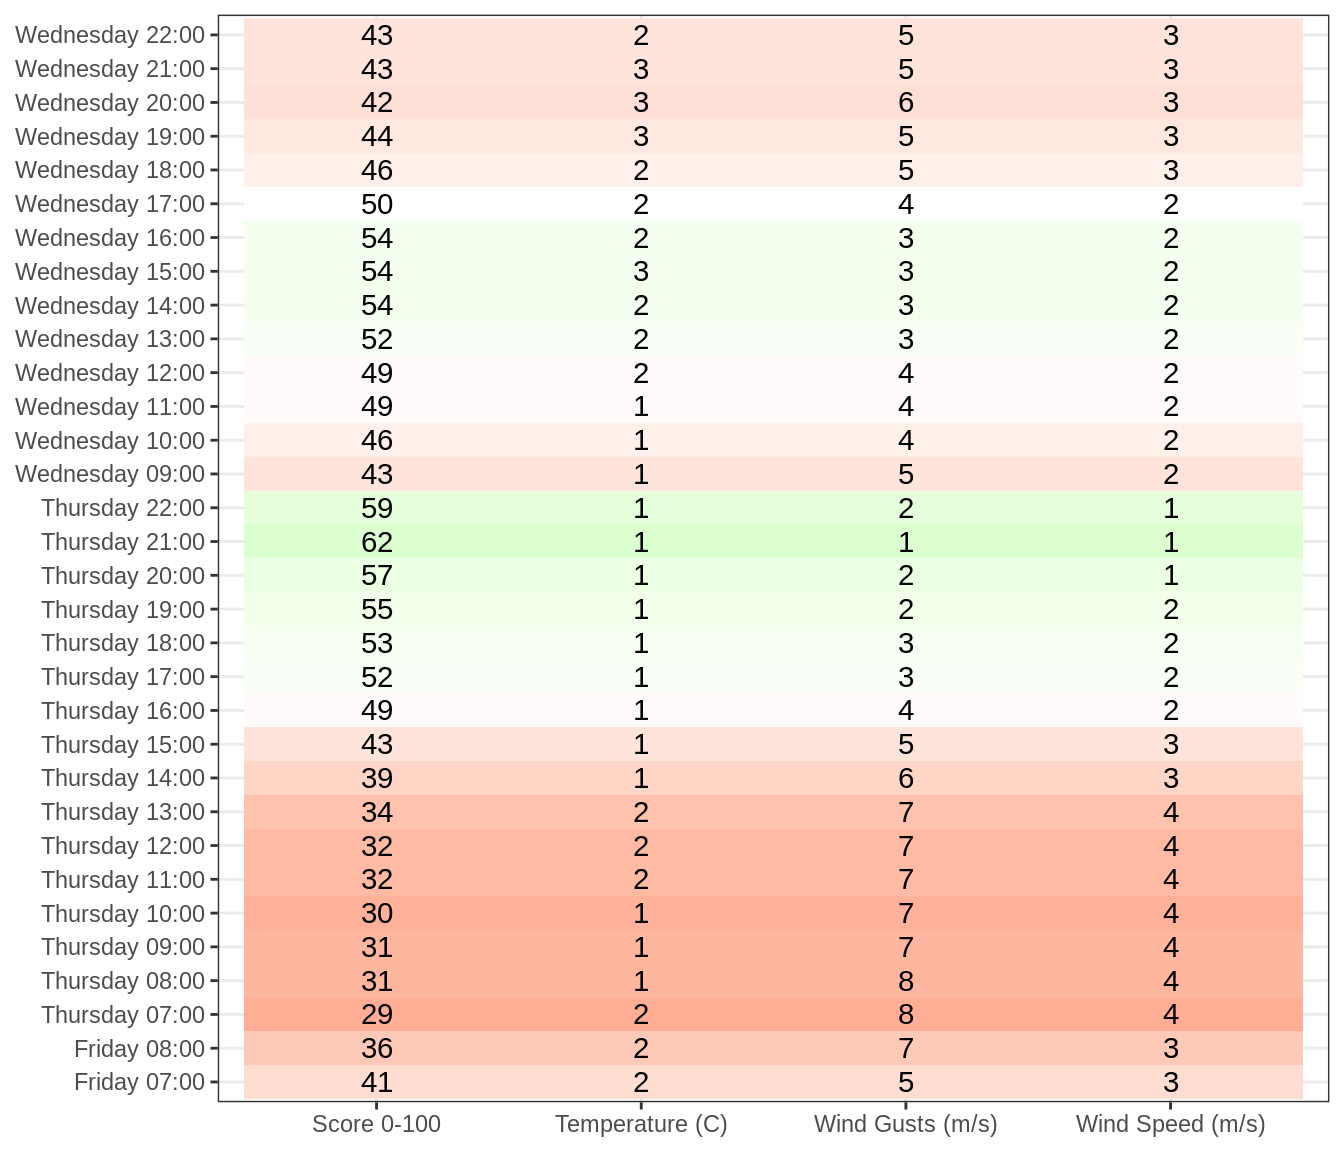 Wednesday 22:00 43 2 5 3
Wednesday 21:00 43 3 5 3
Wednesday 20:00 42 3 6 3
Wednesday 19:00 44 3 5 3
Wednesday 18:00 46 2 5 3
Wednesday 17:00 50 2 4 2
Wednesday 16:00 54 2 3 2
Wednesday 15:00 54 3 3 2
Wednesday 14:00 54 2 3 2
Wednesday 13:00 52 2 3 2
Wednesday 12:00 49 2 4 2
Wednesday 11:00 49 1 4 2
Wednesday 10:00 46 1 4 2
Wednesday 09:00 43 1 5 2
Thursday 22:00 59 1 2 1
Thursday 21:00 62 1 1 1
Thursday 20:00 57 1 2 1
Thursday 19:00 55 1 2 2
Thursday 18:00 53 1 3 2
Thursday 17:00 52 1 3 2
Thursday 16:00 49 1 4 2
Thursday 15:00 43 1 5 3
Thursday 14:00 39 1 6 3
Thursday 13:00 34 2 7 4
Thursday 12:00 32 2 7 4
Thursday 11:00 32 2 7 4
Thursday 10:00 30 1 7 4
Thursday 09:00 31 1 7 4
Thursday 08:00 31 1 8 4
Thursday 07:00 29 2 8 4
Friday 08:00 36 2 7 3
Friday 07:00 41 2 5 3
Score 0-100 Temperature (C) Wind Gusts (m/s) Wind Speed (m/s)